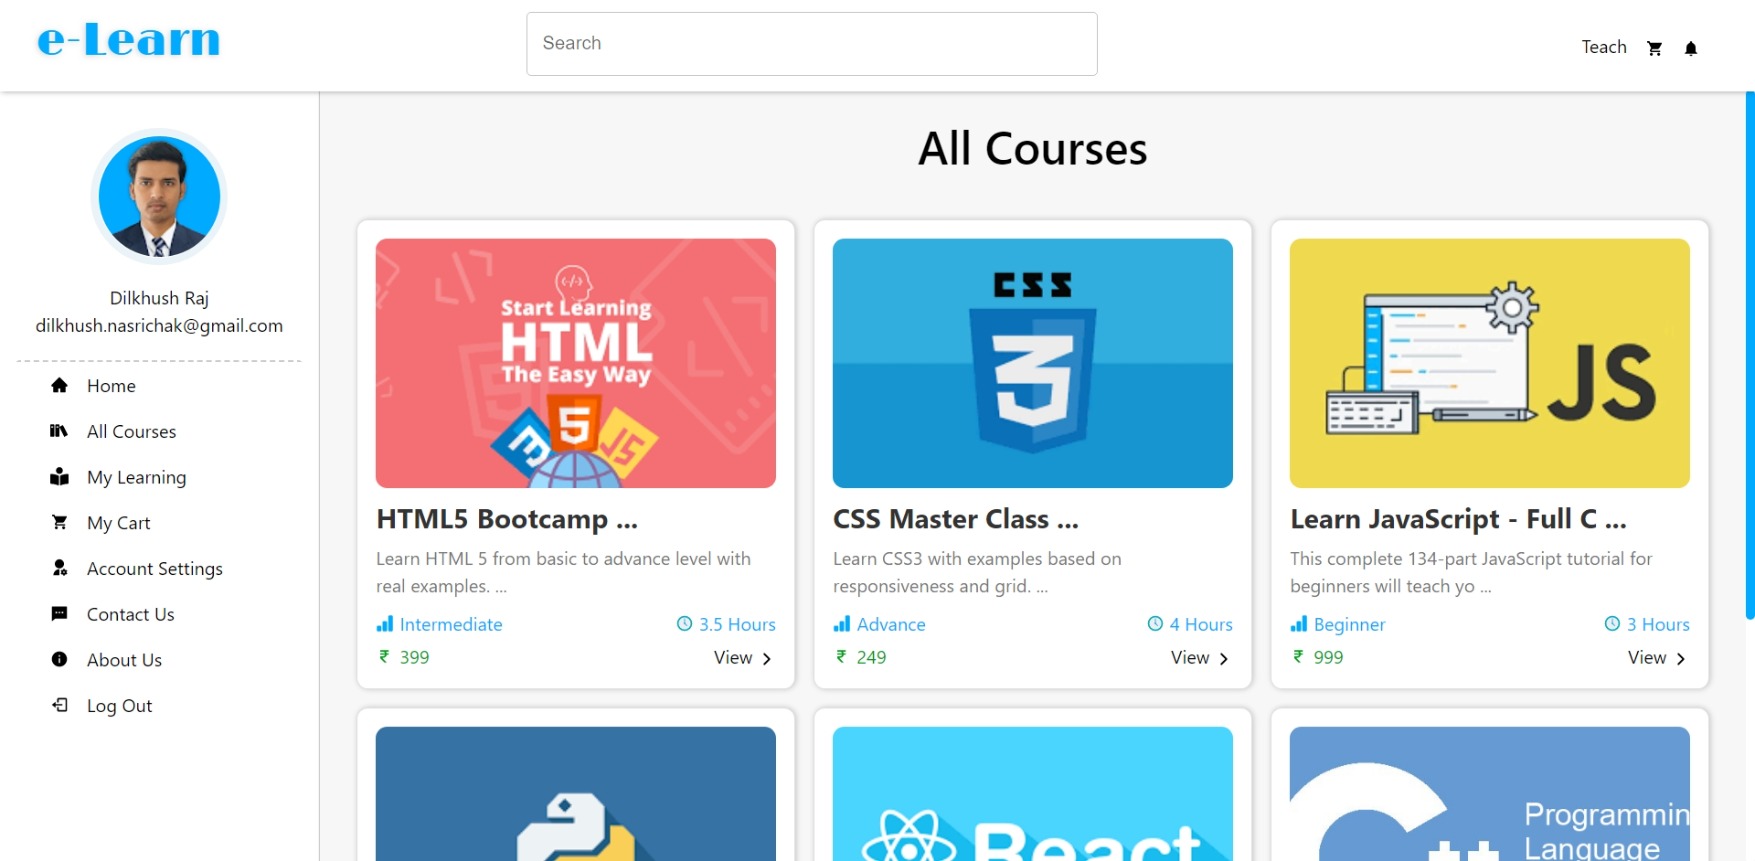 e-Learn
Search
Teach
Dilkhush Raj
dilkhush.nasrichak@gmail.com
Home
All Courses
My Learning
My Cart
Account Settings
Contact Us
About Us
Log Out
All Courses
</>
Start Learning
HTML
The Easy Way
3
5
JS
HTML5 Bootcamp ...
Learn HTML 5 from basic to advance level with
real examples. ...
Intermediate
3.5 Hours
₹ 399
View
CSS
3
CSS Master Class ...
Learn CSS3 with examples based on
responsiveness and grid. ...
Advance
4 Hours
₹ 249
View
JS
Learn JavaScript - Full C ...
This complete 134-part JavaScript tutorial for
beginners will teach yo ...
Beginner
3 Hours
₹ 999
View
React
C++
Programmin
Language